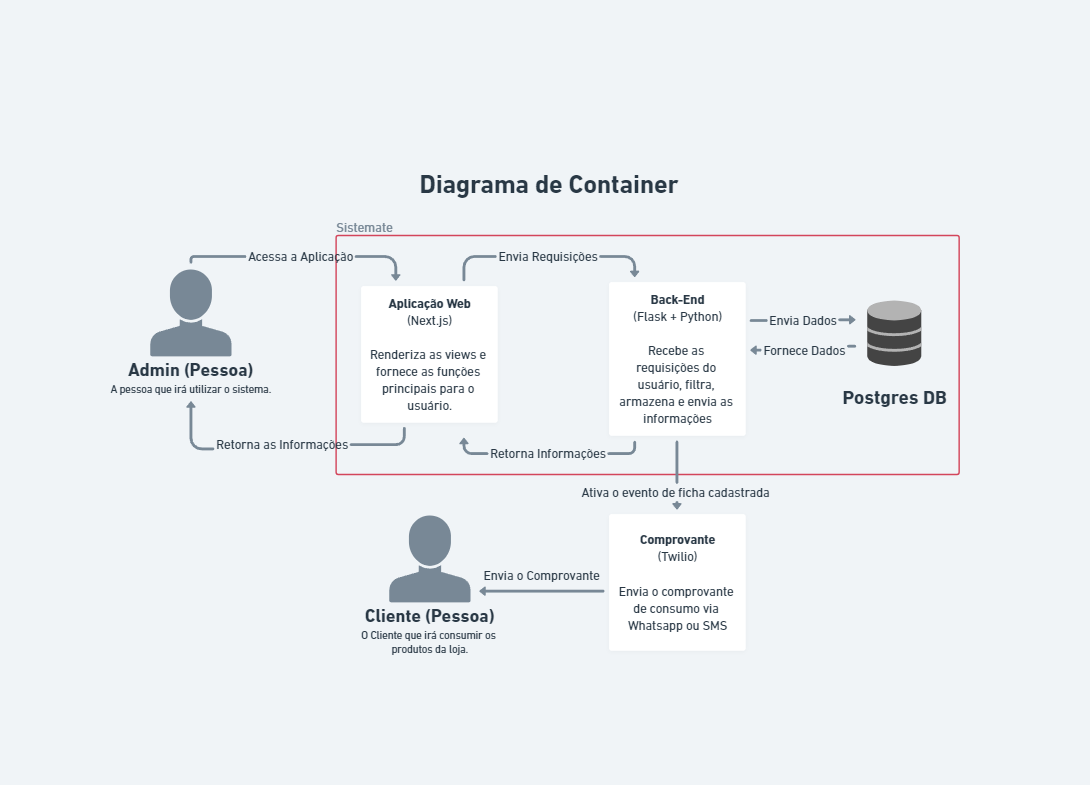 Diagrama de Container
Sistemate
Acessa a Aplicação
Envia Requisições
Aplicação Web
(Next.js)
Renderiza as views e
fornece as funções
principais para o
usuário.
Back-End
(Flask + Python)
Recebe as
requisições do
usuário, filtra,
armazena e envia as
informações
Envia Dados
Fornece Dados
Postgres DB
Admin (Pessoa)
A pessoa que irá utilizar o sistema.
Retorna as Informações
Retorna Informações
Ativa o evento de ficha cadastrada
Comprovante
(Twilio)
Envia o comprovante
de consumo via
Whatsapp ou SMS
Envia o Comprovante
Cliente (Pessoa)
O Cliente que irá consumir os
produtos da loja.